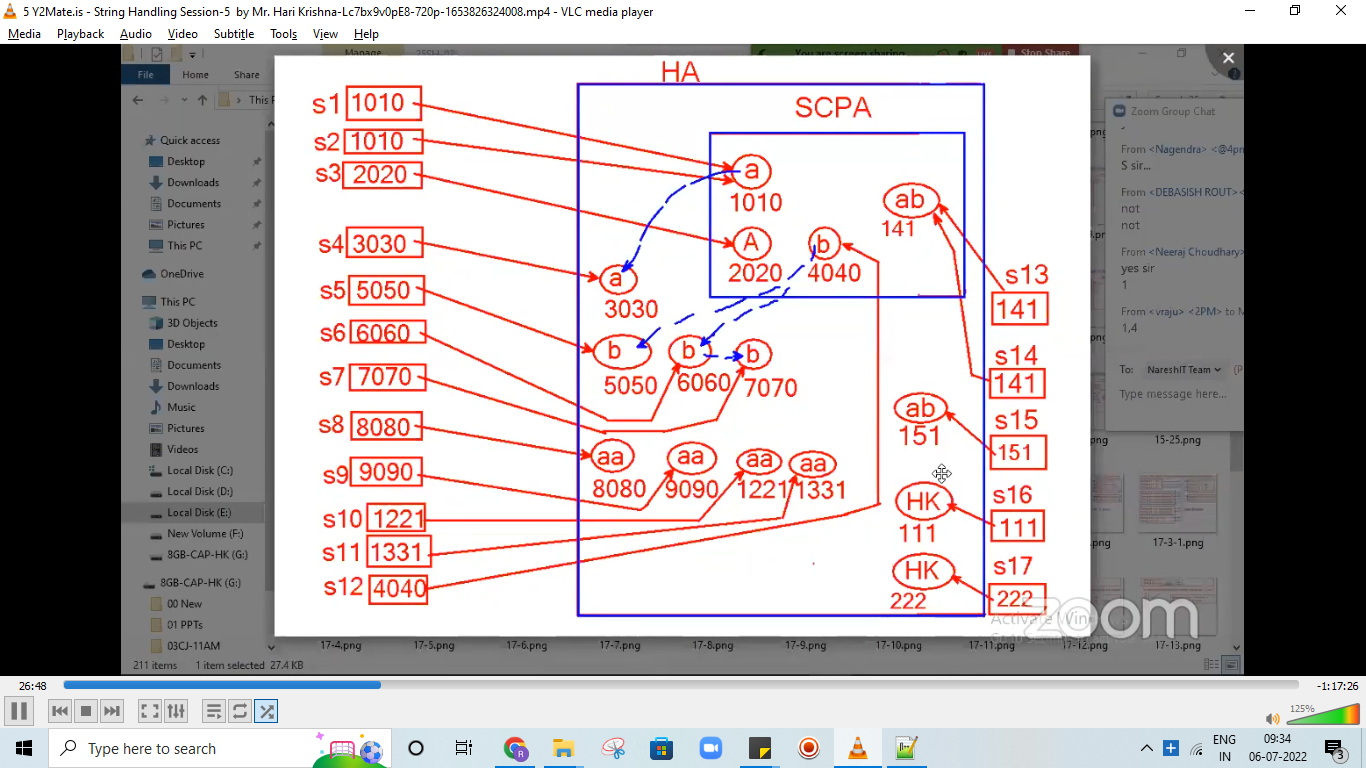 5 Y2Mate.is - String Handling Session-5 by Mr. Hari Krishna-Lc7bx9v0pE8-720p-1653826324008.mp4 - VLC media player
Media Playback Audio Video Subtitle Tools View Help
Manage
You are screen sharing
Stop Share
File Home Share
This P
Quick access
Desktop
Downloads
Documents
Pictures
This PC
OneDrive
This PC
3D Objects
Desktop
Documents
Downloads
Music
Pictures
Videos
Local Disk (C:)
Local Disk (D:)
Local Disk (E:)
New Volume (F:)
8GB-CAP-HK (G:)
8GB-CAP-HK (G:)
00 New
01 PPTs
03CJ-11AM
HA
SCPA
s1 1010
s2 1010
s3 2020
s4 3030
s5 5050
s6 6060
s7 7070
s8 8080
s9 9090
s10 1221
s11 1331
s12 4040
a
1010
A
2020
b
4040
ab
141
a
3030
b
5050
b
6060
b
7070
aa
8080
aa
9090
aa
1221
aa
1331
ab
151
HK
111
HK
222
s13
141
s14
141
s15
151
s16
111
s17
222
Zoom Group Chat
From <Nagendra> <@4pn
S sir...
From <DEBASISH ROUT> <
not
not
From <Neeraj Choudhary>
yes sir
1
From <vraju> <2PM> to M
1,4
To: NareshIT Team
Type message here...
15-25.png
17-3-1.png
zoom
17-4.png 17-5.png 17-6.png 17-7.png 17-8.png 17-9.png 17-10.png 17-11.png 17-12.png 17-13.png
211 items 1 item selected 27.4 KB
26:48
-1:17:26
125%
Type here to search
ENG
IN
09:34
06-07-2022
3